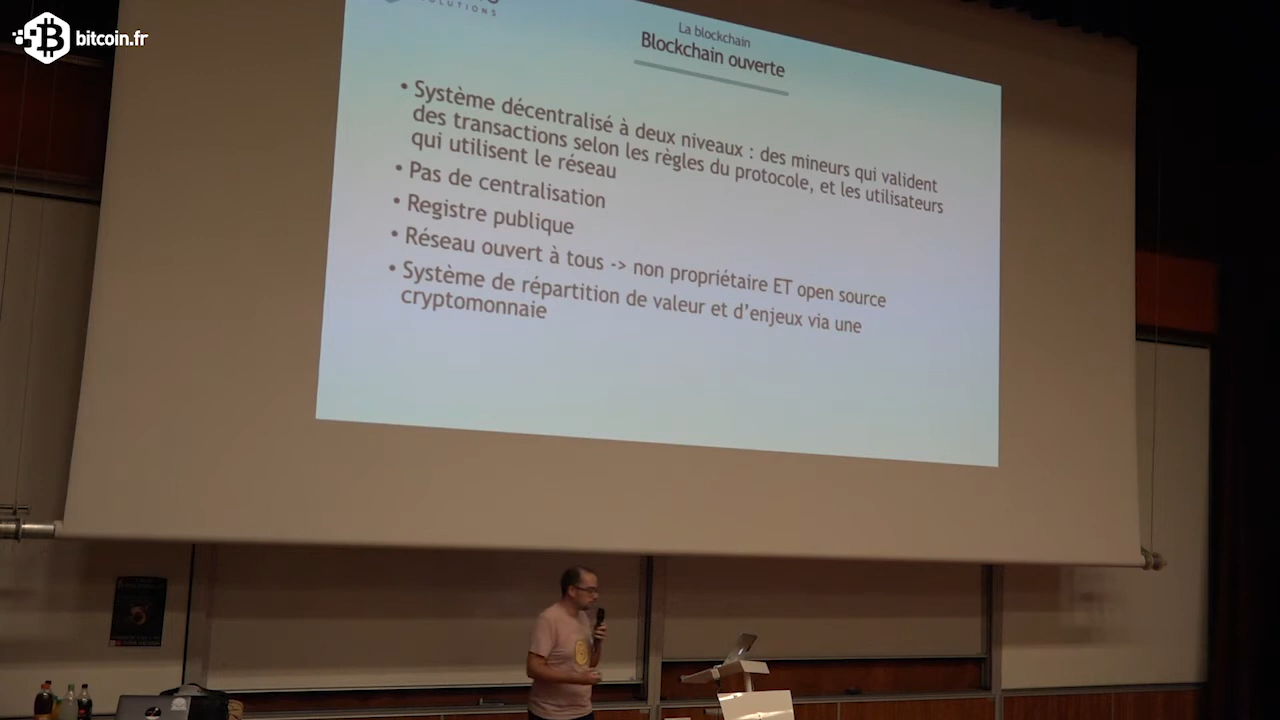 bitcoin.fr
SOLUTIONS
La blockchain
Blockchain ouverte
• Système décentralisé à deux niveaux : des mineurs qui valident
des transactions selon les règles du protocole, et les utilisateurs
qui utilisent le réseau
• Pas de centralisation
• Registre publique
• Réseau ouvert à tous -> non propriétaire ET open source
• Système de répartition de valeur et d'enjeux via une
cryptomonnaie